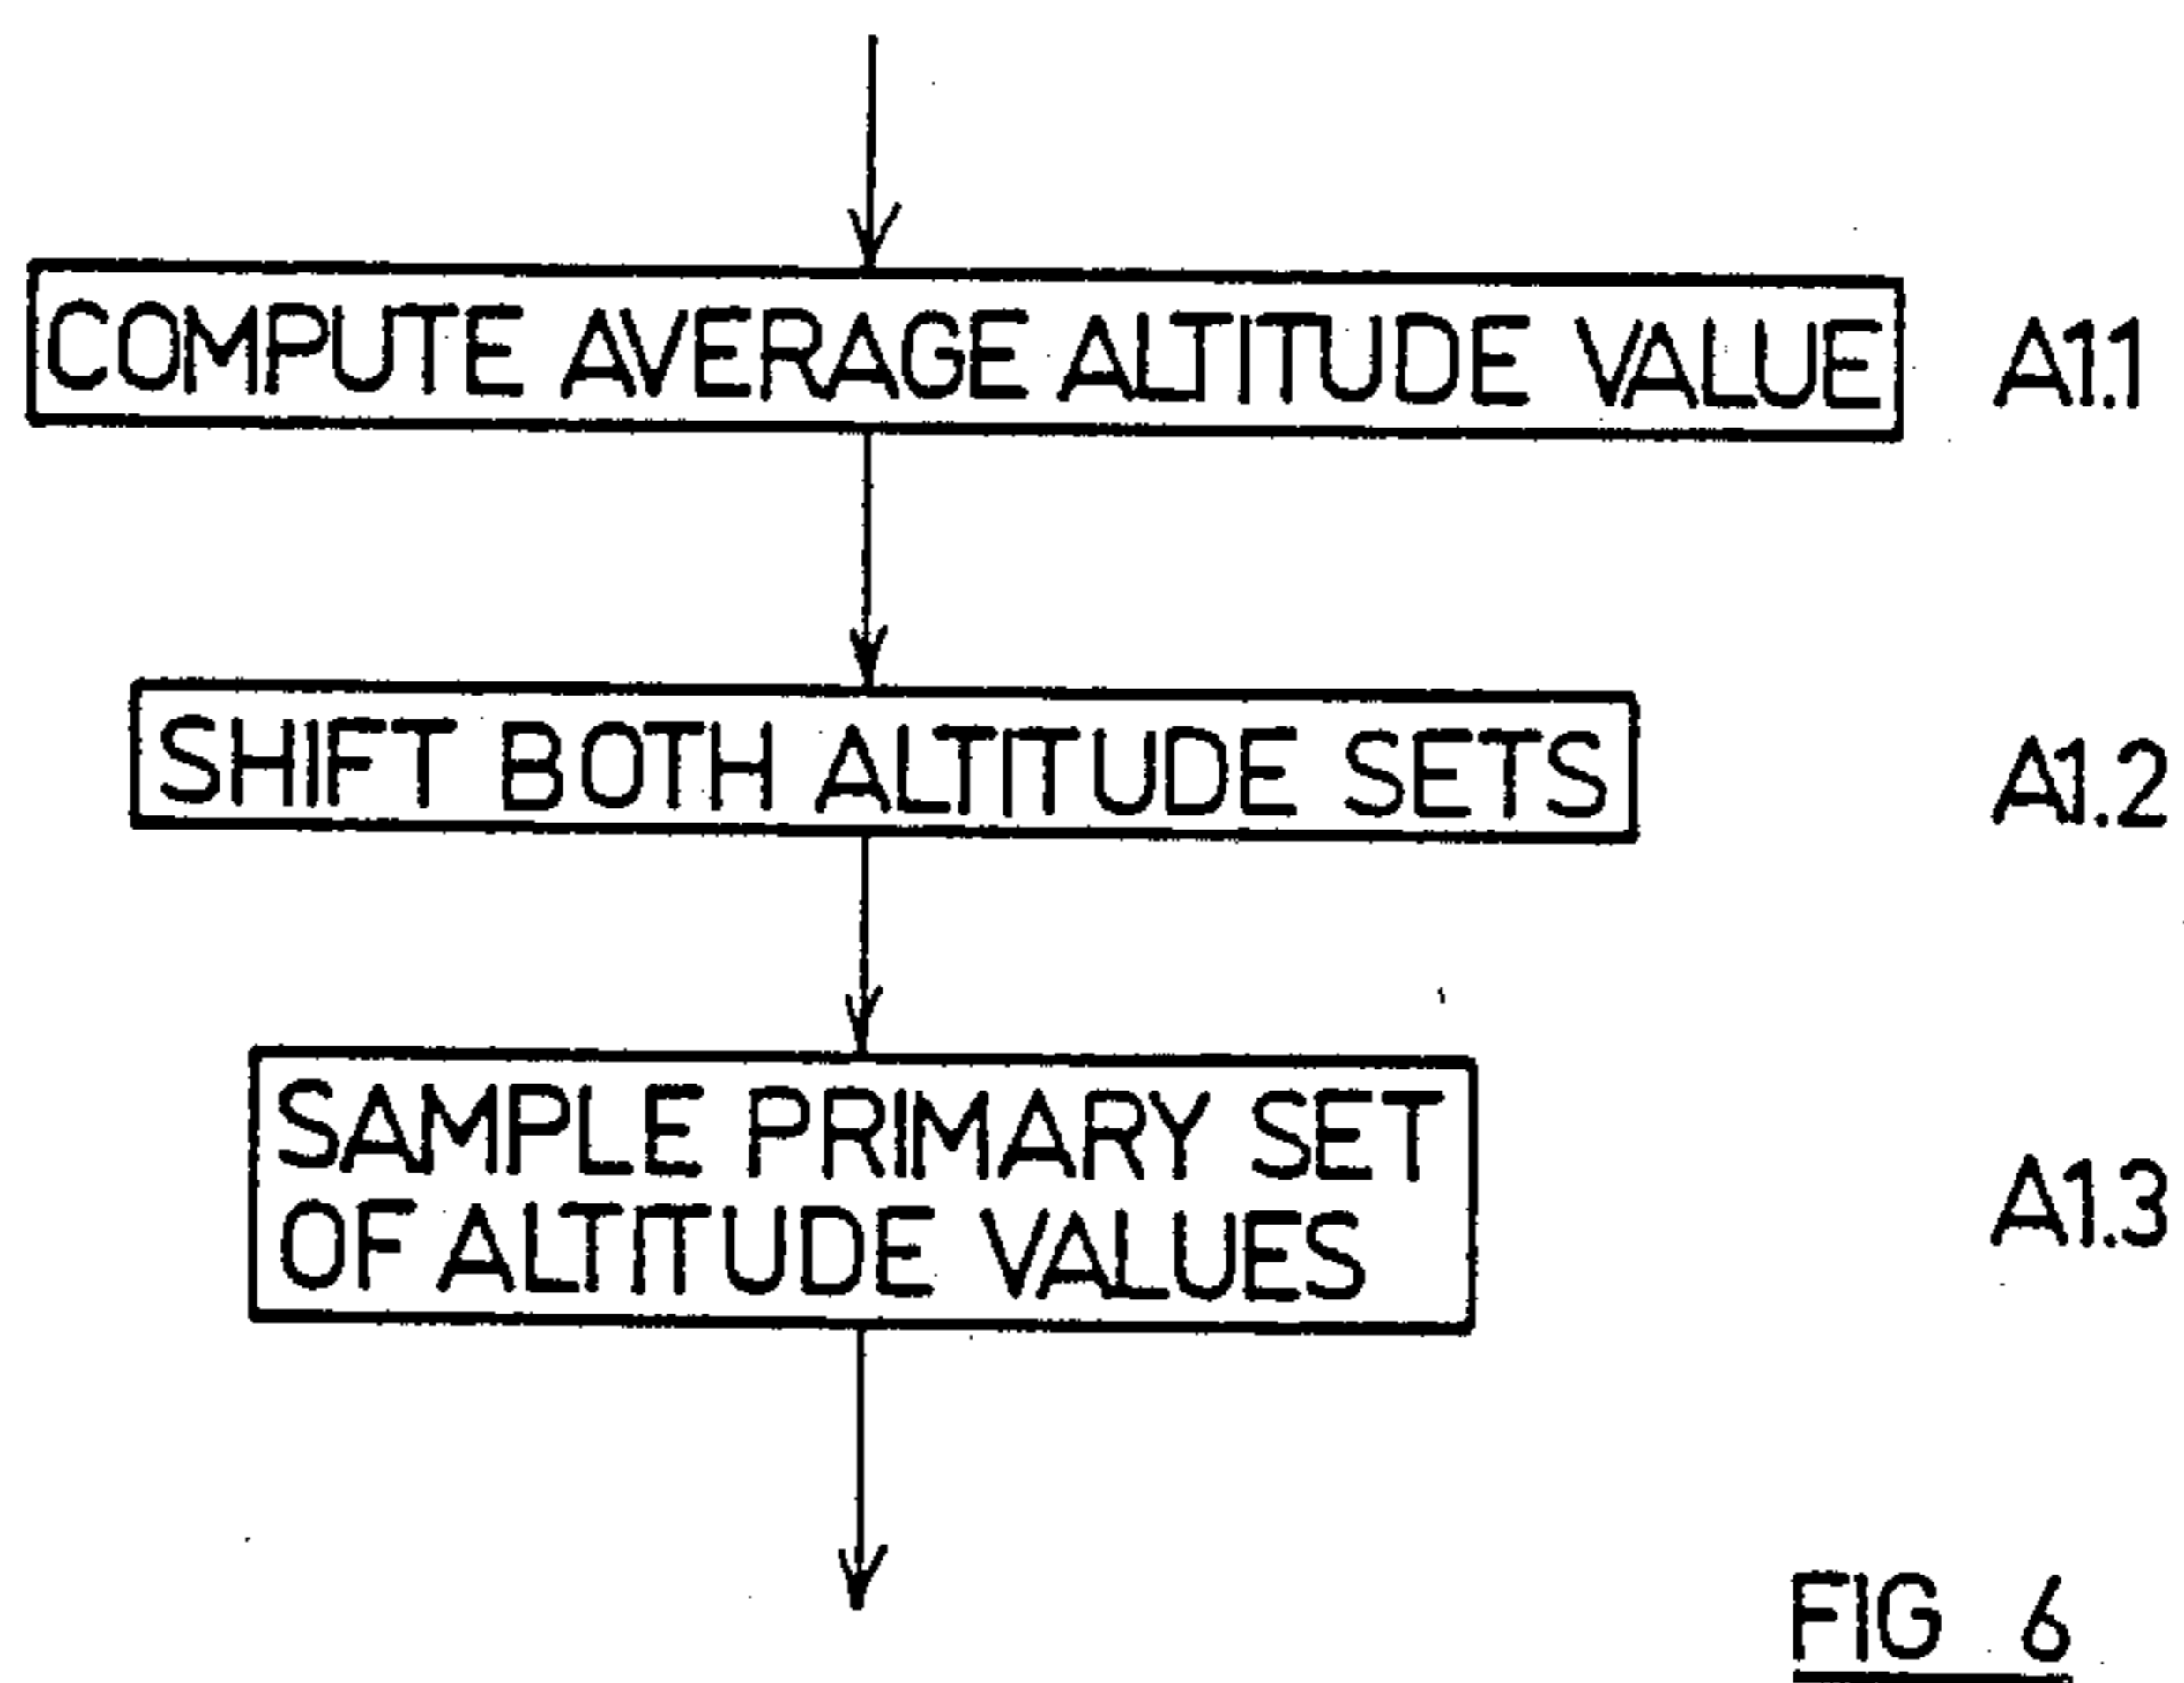 COMPUTE AVERAGE ALTITUDE VALUE A1.1
SHIFT BOTH ALTITUDE SETS A1.2
SAMPLE PRIMARY SET
OF ALTITUDE VALUES
A1.3
FIG 6